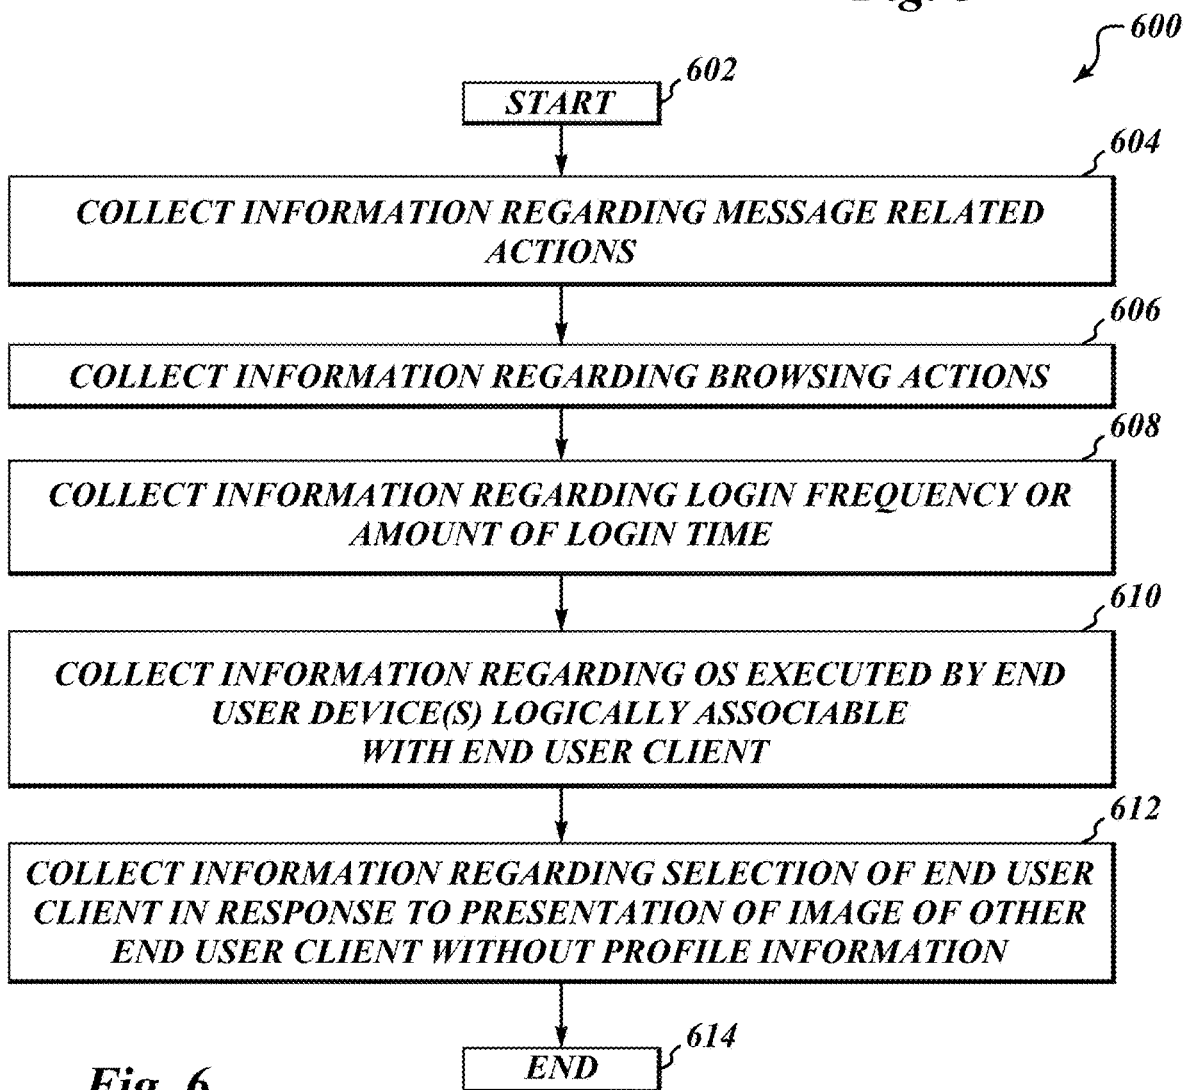 600
602
START
604
COLLECT INFORMATION REGARDING MESSAGE RELATED
ACTIONS
606
COLLECT INFORMATION REGARDING BROWSING ACTIONS
608
COLLECT INFORMATION REGARDING LOGIN FREQUENCY OR
AMOUNT OF LOGIN TIME
610
COLLECT INFORMATION REGARDING OS EXECUTED BY END
USER DEVICE(S) LOGICALLY ASSOCIABLE
WITH END USER CLIENT
612
COLLECT INFORMATION REGARDING SELECTION OF END USER
CLIENT IN RESPONSE TO PRESENTATION OF IMAGE OF OTHER
END USER CLIENT WITHOUT PROFILE INFORMATION
614
END
Fig. 6